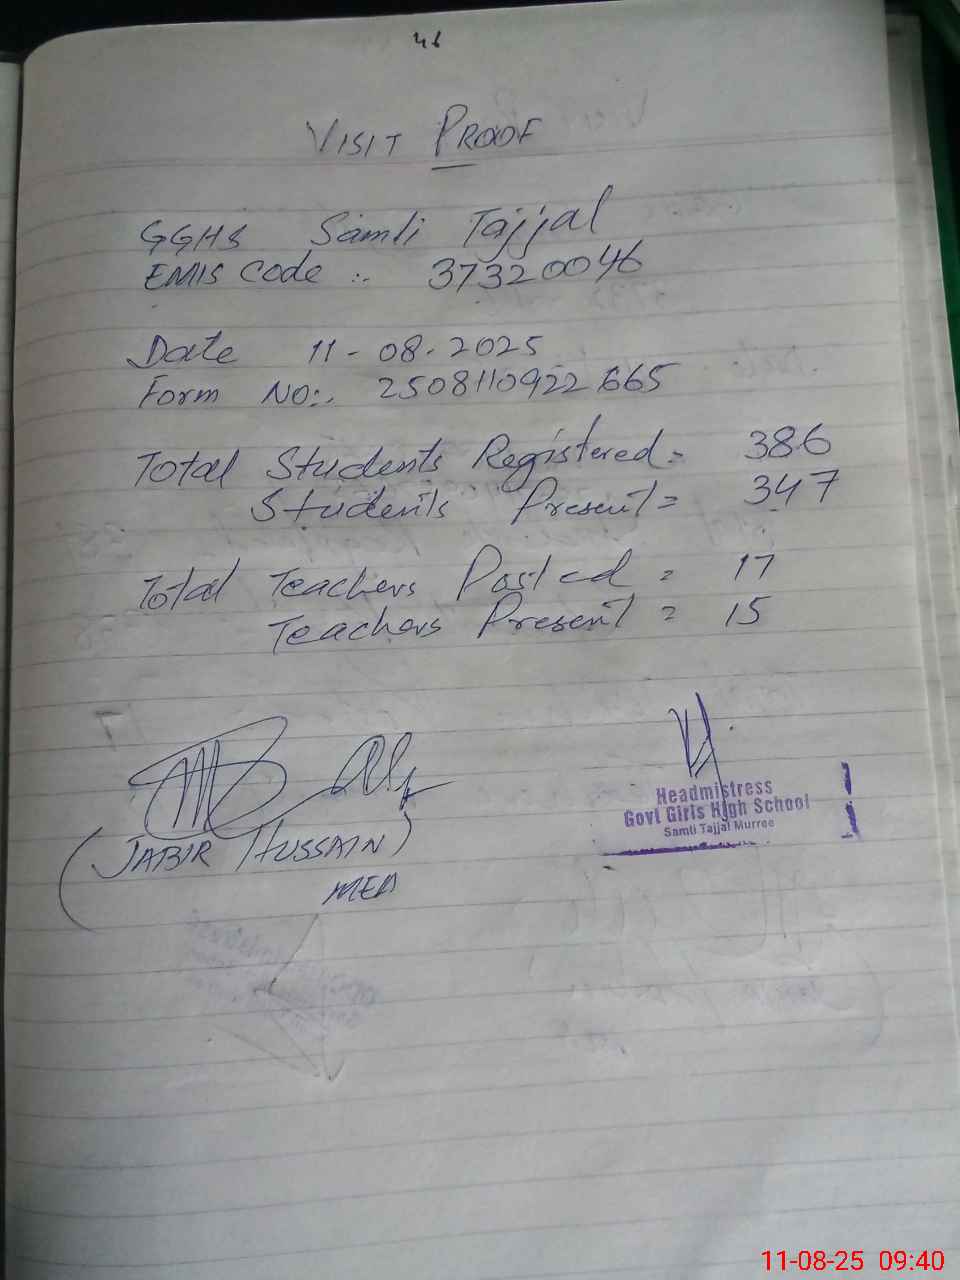 46
VISIT PROOF
GGHS Samli Tajjal
EMIS Code :. 37320046
Date 11-08-2025
Form No:. 2508110922665
Total Students Registered = 386
Students Present = 347
Total Teachers Posted = 17
Teachers Present = 15
(JABIR HUSSAIN)
MEA
Headmistress
Govt Girls High School
Samli Tajjal Murree
11-08-25 09:40